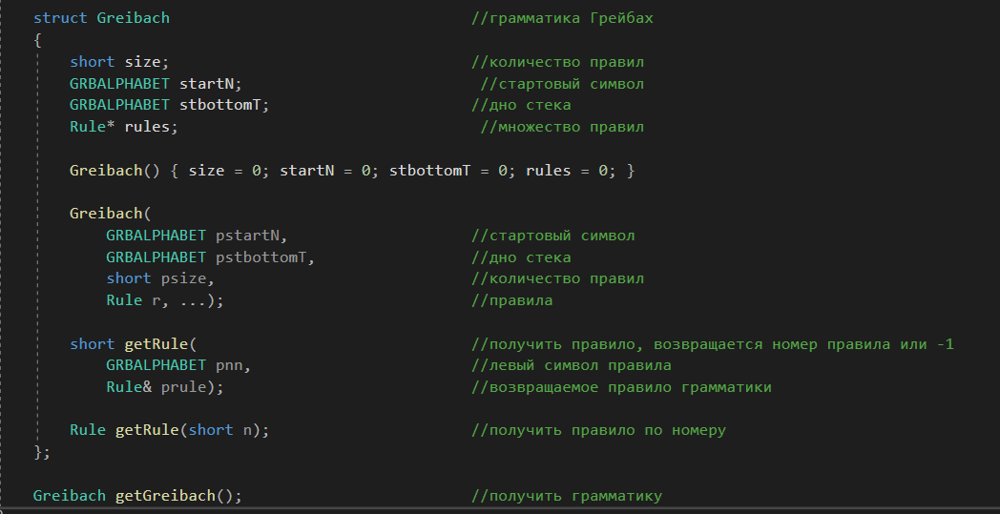 struct Greibach //грамматика Грейбах
{
short size; //количество правил
GRBALPHABET startN; //стартовый символ
GRBALPHABET stbottomT; //дно стека
Rule* rules; //множество правил
Greibach() { size = 0; startN = 0; stbottomT = 0; rules = 0; }
Greibach(
GRBALPHABET pstartN, //стартовый символ
GRBALPHABET pstbottomT, //дно стека
short psize, //количество правил
Rule r, ...); //правила
short getRule( //получить правило, возвращается номер правила или -1
GRBALPHABET pnn, //левый символ правила
Rule& prule); //возвращаемое правило грамматики
Rule getRule(short n); //получить правило по номеру
};
Greibach getGreibach(); //получить грамматику